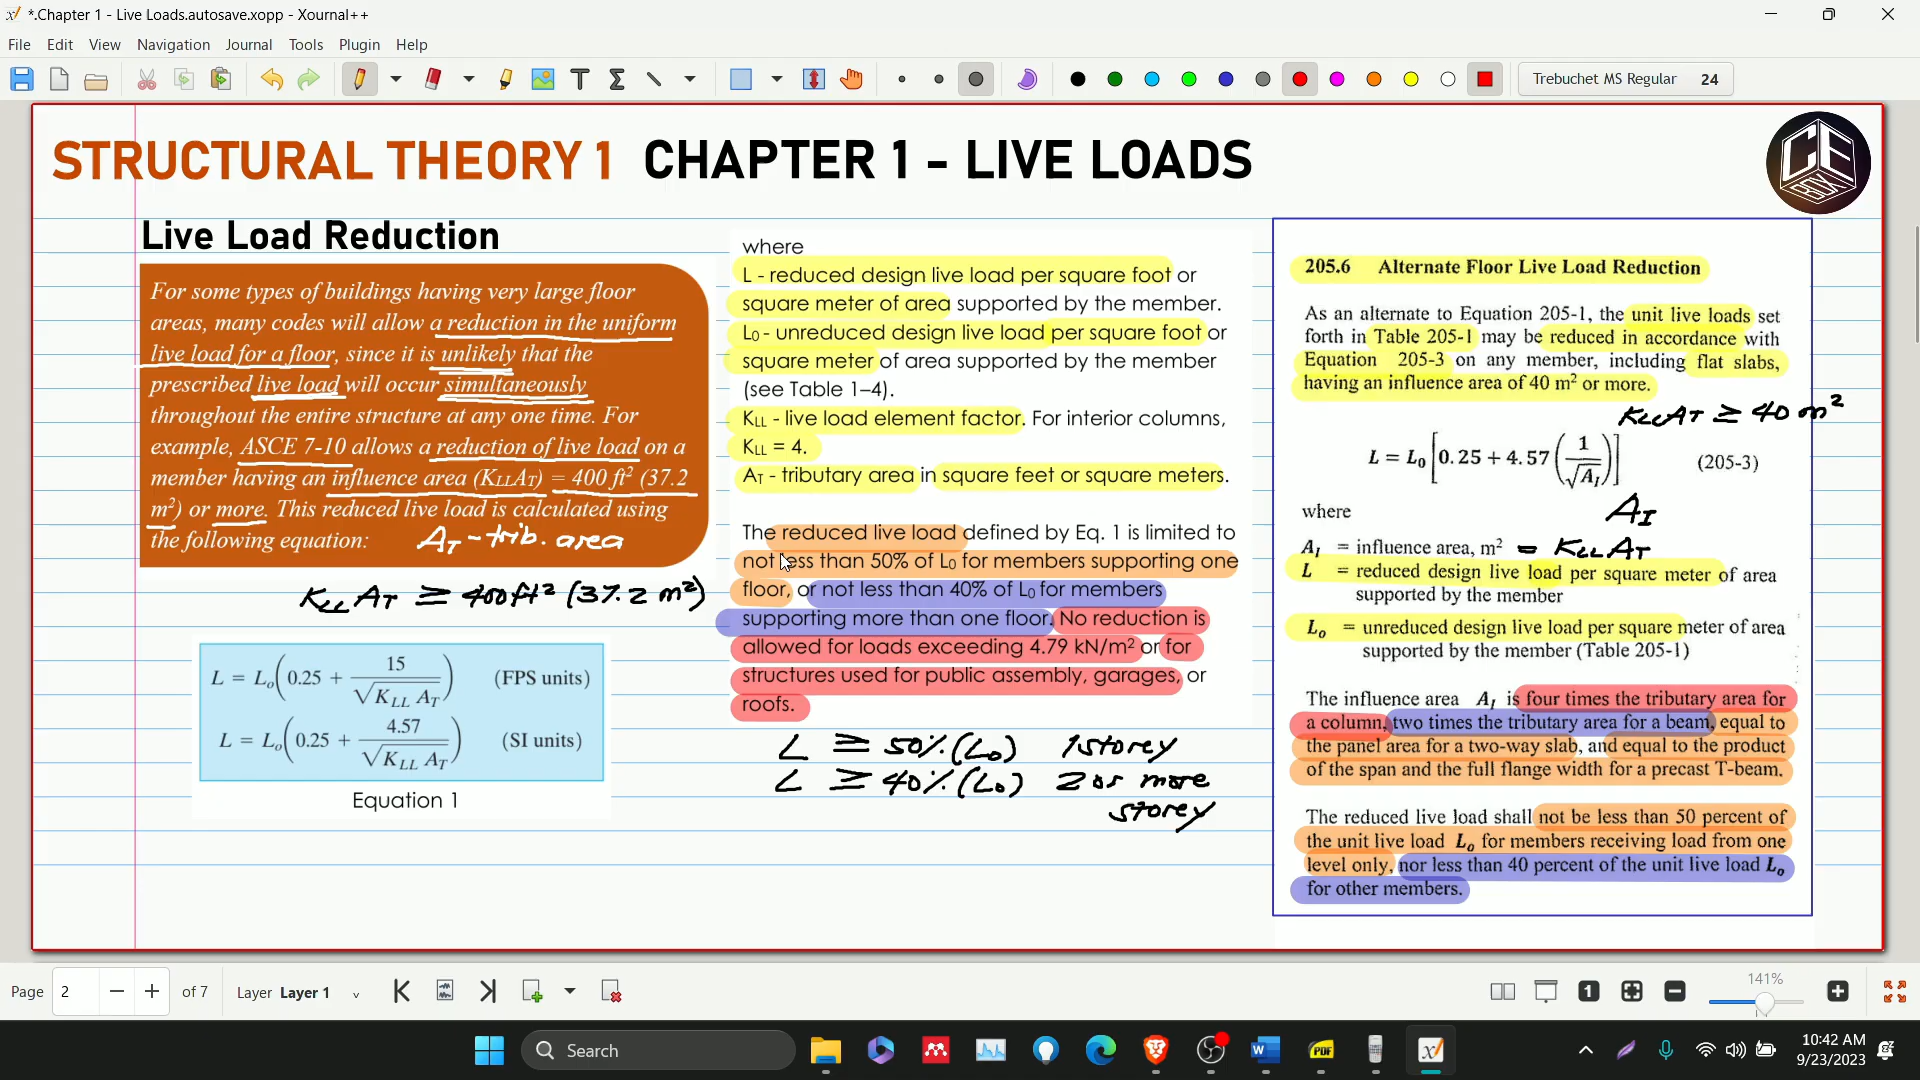 *.Chapter 1 - Live Loads.autosave.xopp - Xournal++
File Edit View Navigation Journal Tools Plugin Help
Trebuchet MS Regular 24
STRUCTURAL THEORY 1 CHAPTER 1 - LIVE LOADS
CE
BOX
Live Load Reduction
For some types of buildings having very large floor
areas, many codes will allow a reduction in the uniform
live load for a floor, since it is unlikely that the
prescribed live load will occur simultaneously
throughout the entire structure at any one time. For
example, ASCE 7-10 allows a reduction of live load on a
member having an influence area (KLLAT) = 400 ft² (37.2
m²) or more. This reduced live load is calculated using
the following equation: AT - trib. area
KLL AT ≥ 400 ft² (37.2 m²)
L = Lo(0.25 + 15/√(KLL AT)) (FPS units)
L = Lo(0.25 + 4.57/√(KLL AT)) (SI units)
Equation 1
where
L - reduced design live load per square foot or
square meter of area supported by the member.
L0 - unreduced design live load per square foot or
square meter of area supported by the member
(see Table 1–4).
KLL - live load element factor. For interior columns,
KLL = 4.
AT - tributary area in square feet or square meters.
The reduced live load defined by Eq. 1 is limited to
not less than 50% of L0 for members supporting one
floor, or not less than 40% of L0 for members
supporting more than one floor. No reduction is
allowed for loads exceeding 4.79 kN/m² or for
structures used for public assembly, garages, or
roofs.
L ≥ 50% (Lo) 1 storey
L ≥ 40% (Lo) 2 or more
storey
205.6 Alternate Floor Live Load Reduction
As an alternate to Equation 205-1, the unit live loads set
forth in Table 205-1 may be reduced in accordance with
Equation 205-3 on any member, including flat slabs,
having an influence area of 40 m² or more.
KLLAT ≥ 40 m²
L = L0[0.25 + 4.57(1/√AI)] (205-3)
where AI
AI = influence area, m² = KLL AT
L = reduced design live load per square meter of area
supported by the member
Lo = unreduced design live load per square meter of area
supported by the member (Table 205-1)
The influence area AI is four times the tributary area for
a column, two times the tributary area for a beam, equal to
the panel area for a two-way slab, and equal to the product
of the span and the full flange width for a precast T-beam.
The reduced live load shall not be less than 50 percent of
the unit live load Lo for members receiving load from one
level only, nor less than 40 percent of the unit live load Lo
for other members.
Page 2 of 7 Layer Layer 1 141%
Search
10:42 AM
9/23/2023